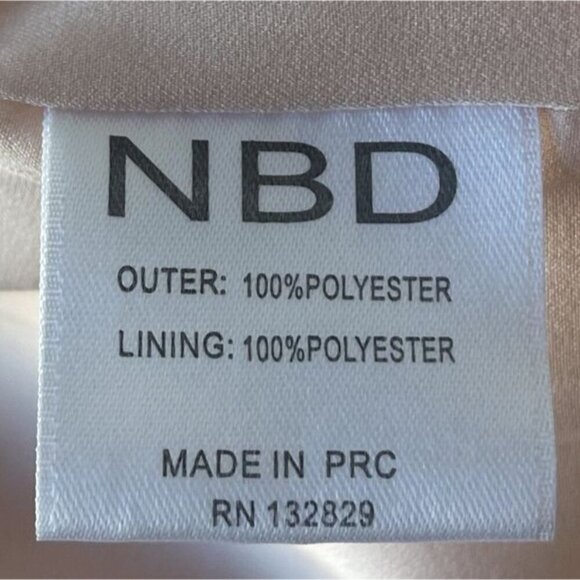 NBD
OUTER: 100%POLYESTER
LINING: 100%POLYESTER
MADE IN PRC
RN 132829